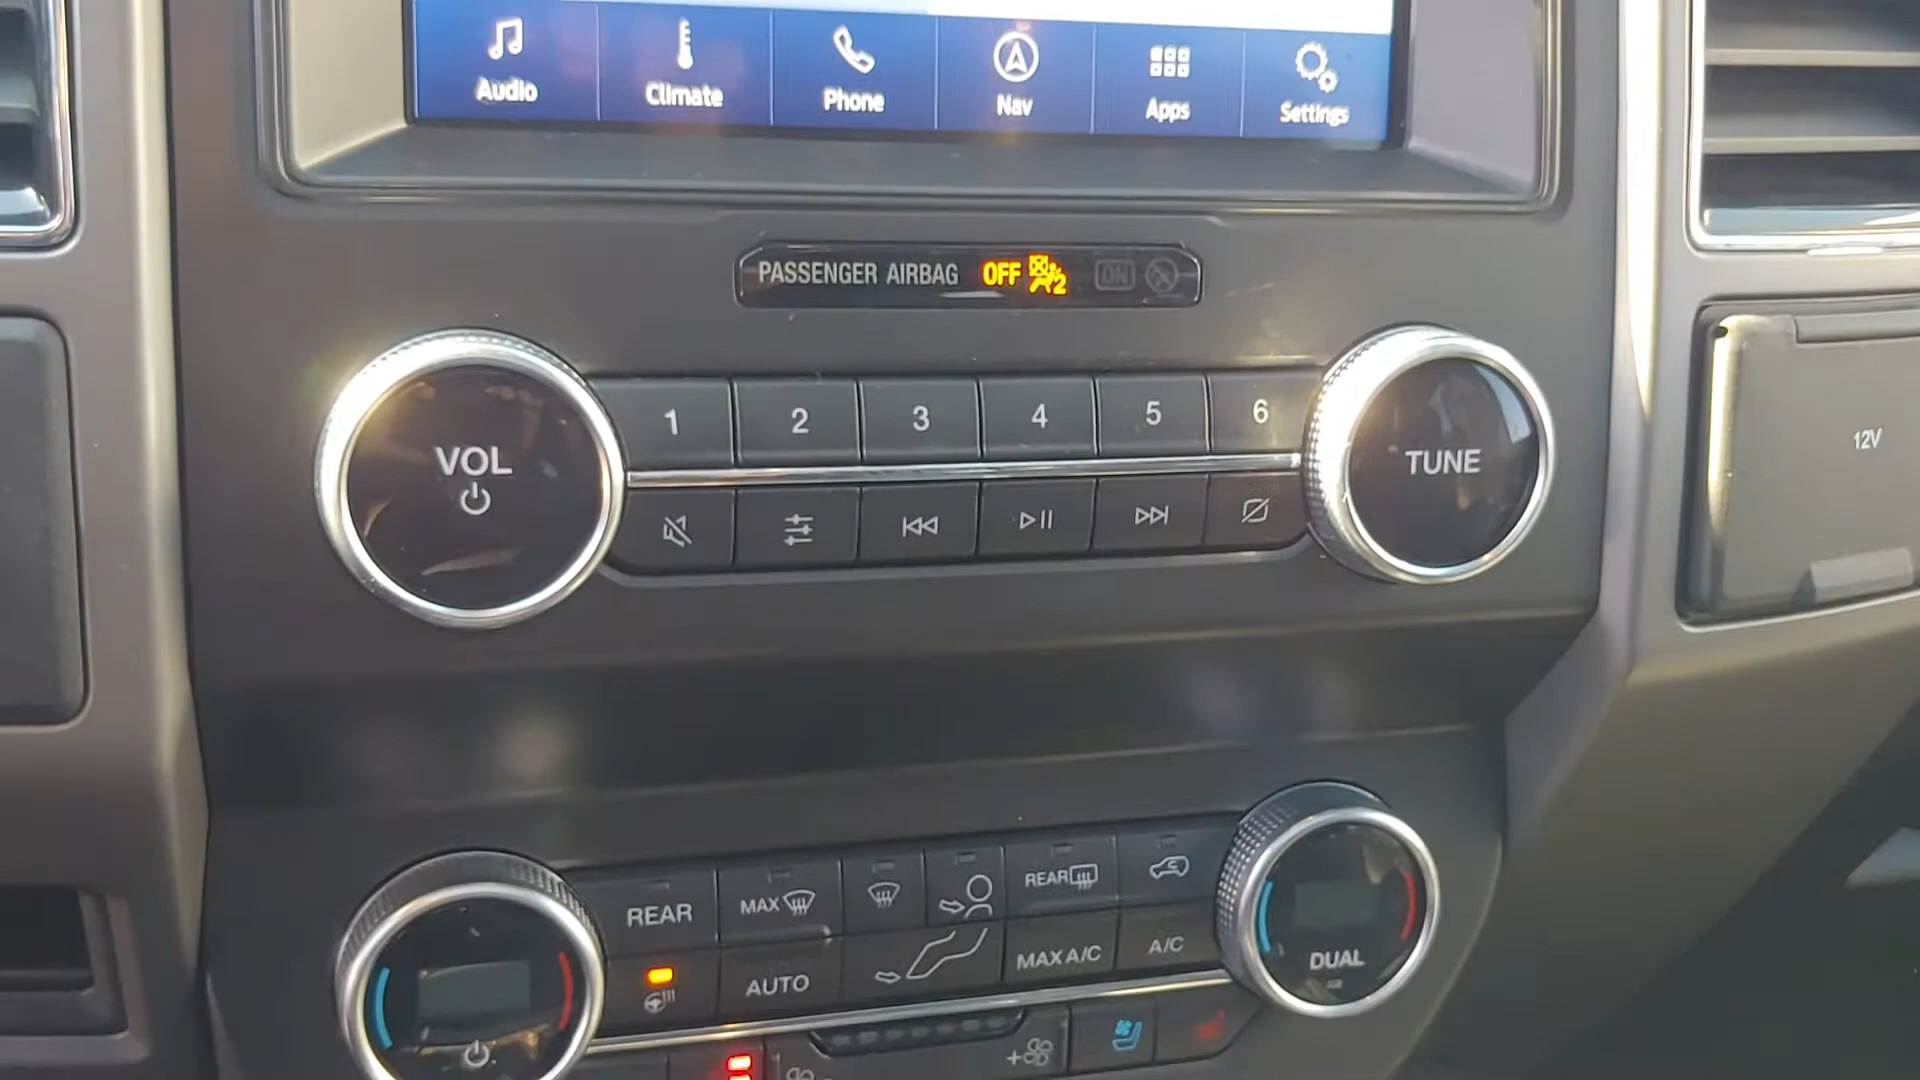 Audio
Climate
Phone
Nav
Apps
Settings
PASSENGER AIRBAG OFF 2 ON
VOL
1
2
3
4
5
6
TUNE
12V
REAR
MAX
REAR
AUTO
MAX A/C
A/C
DUAL